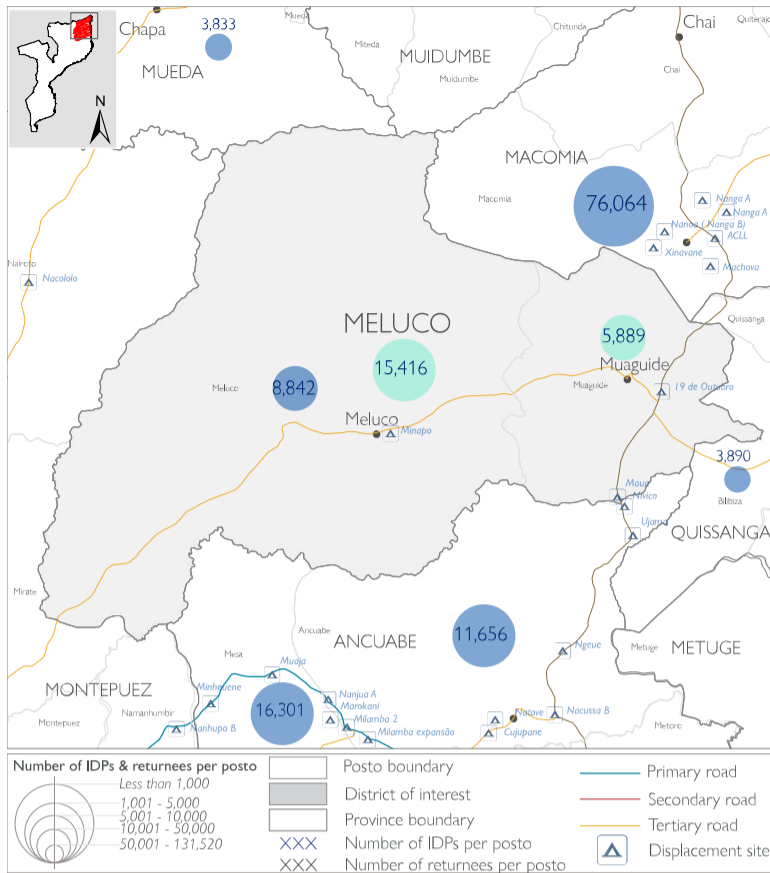 Chapa
3,833
Mueda
Chitunda
Chai
Quiterajo
Miteda
MUIDUMBE
MUEDA
Muidumbe
Chai
N
MACOMIA
Macomia
76,064
Nanga A
Nanga A
Nanoa ( Nanga B)
ACLL
Xinavane
Machova
Nairoto
Nacololo
Quissanga
MELUCO
5,889
15,416
Muaguide
Meluco
8,842
Muaguide
19 de Outubro
Meluco
Minapo
3,890
Bilibiza
Maua
Nivico
Ujama
QUISSANGA
Mirate
11,656
Ancuabe
ANCUABE
Mesa
Ngeue
Metuge
METUGE
Muaja
MONTEPUEZ
Minheuene
Nanjua A
Marokani
Namanhumbir
16,301
Montepuez
Nanhupo B
Milamba 2
Milamba expansão
Natove
Nacussa B
Cujupane
Metoro
Number of IDPs & returnees per posto
Less than 1,000
1,001 - 5,000
5,001 - 10,000
10,001 - 50,000
50,001 - 131,520
Posto boundary
District of interest
Province boundary
XXX Number of IDPs per posto
XXX Number of returnees per posto
Primary road
Secondary road
Tertiary road
Displacement site